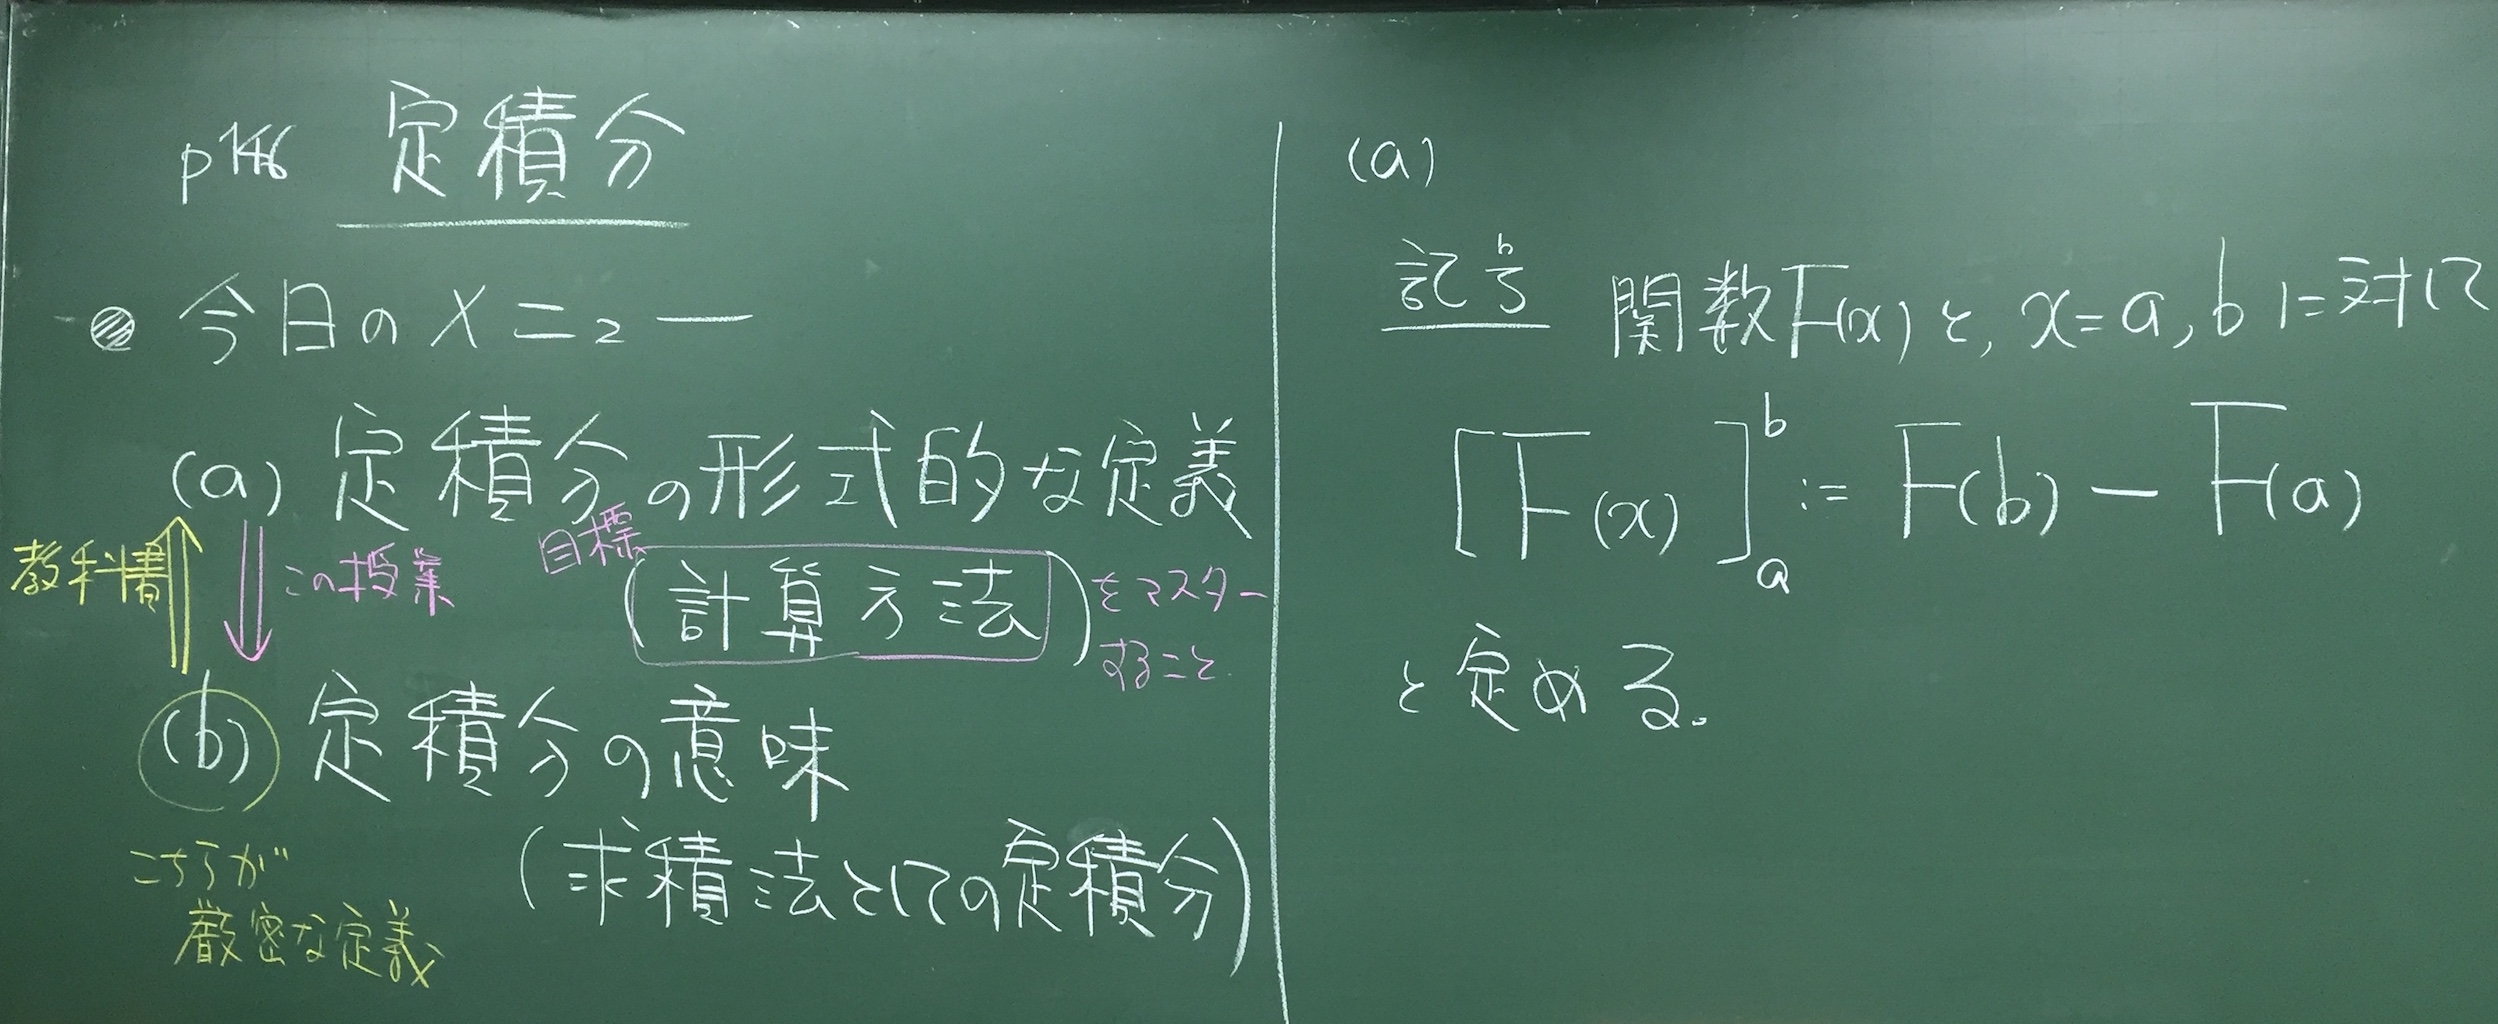 p146 定積分
今日のメニュー
(a) 定積分の形式的な定義
目標
(計算方法)をマスター
すること.
教科書
この授業
(b) 定積分の意味
(求積法としての定積分)
こちらが
厳密な定義
(a)
記号 関数F(x)と, x=a, bに対して
[F(x)]_a^b := F(b) − F(a)
と定める。